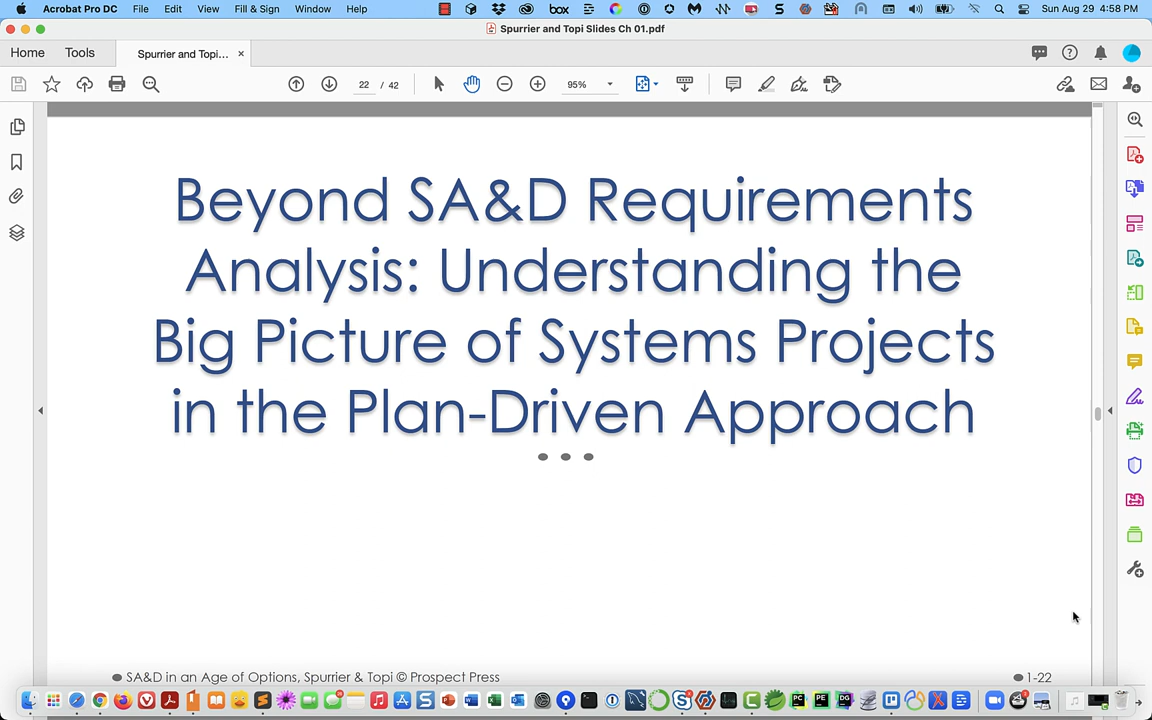 Acrobat Pro DC File Edit View Fill & Sign Window Help box Sun Aug 29 4:58 PM
Spurrier and Topi Slides Ch 01.pdf
Home Tools Spurrier and Topi... ×
22 / 42 95%
Beyond SA&D Requirements
Analysis: Understanding the
Big Picture of Systems Projects
in the Plan-Driven Approach
SA&D in an Age of Options, Spurrier & Topi © Prospect Press 1-22